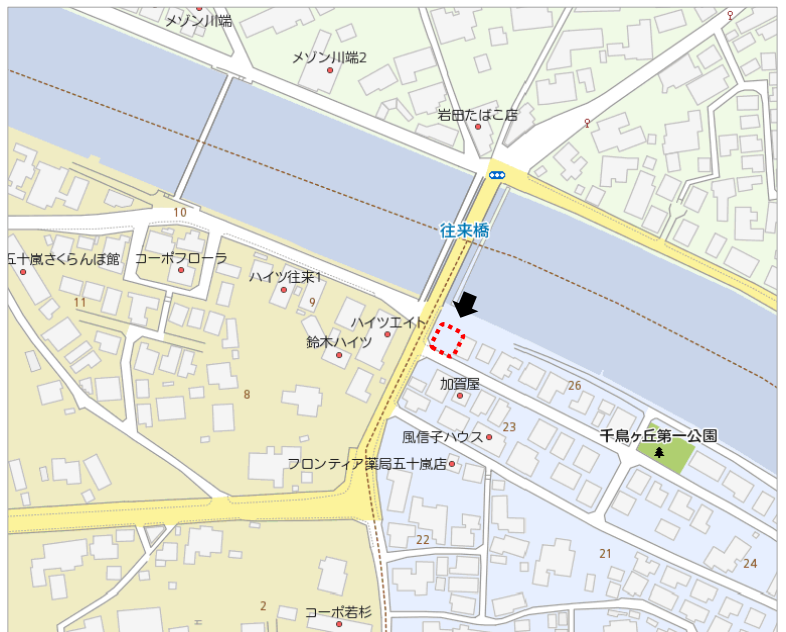 メゾン川端
メゾン川端2
岩田たばこ店
10
往来橋
五十嵐さくらんぼ館
コーポフローラ
ハイツ往来1
11
9
ハイツエイト
鈴木ハイツ
加賀屋
26
8
23
風信子ハウス
千鳥ヶ丘第一公園
フロンティア薬局五十嵐店
22
21
24
2
コーポ若杉